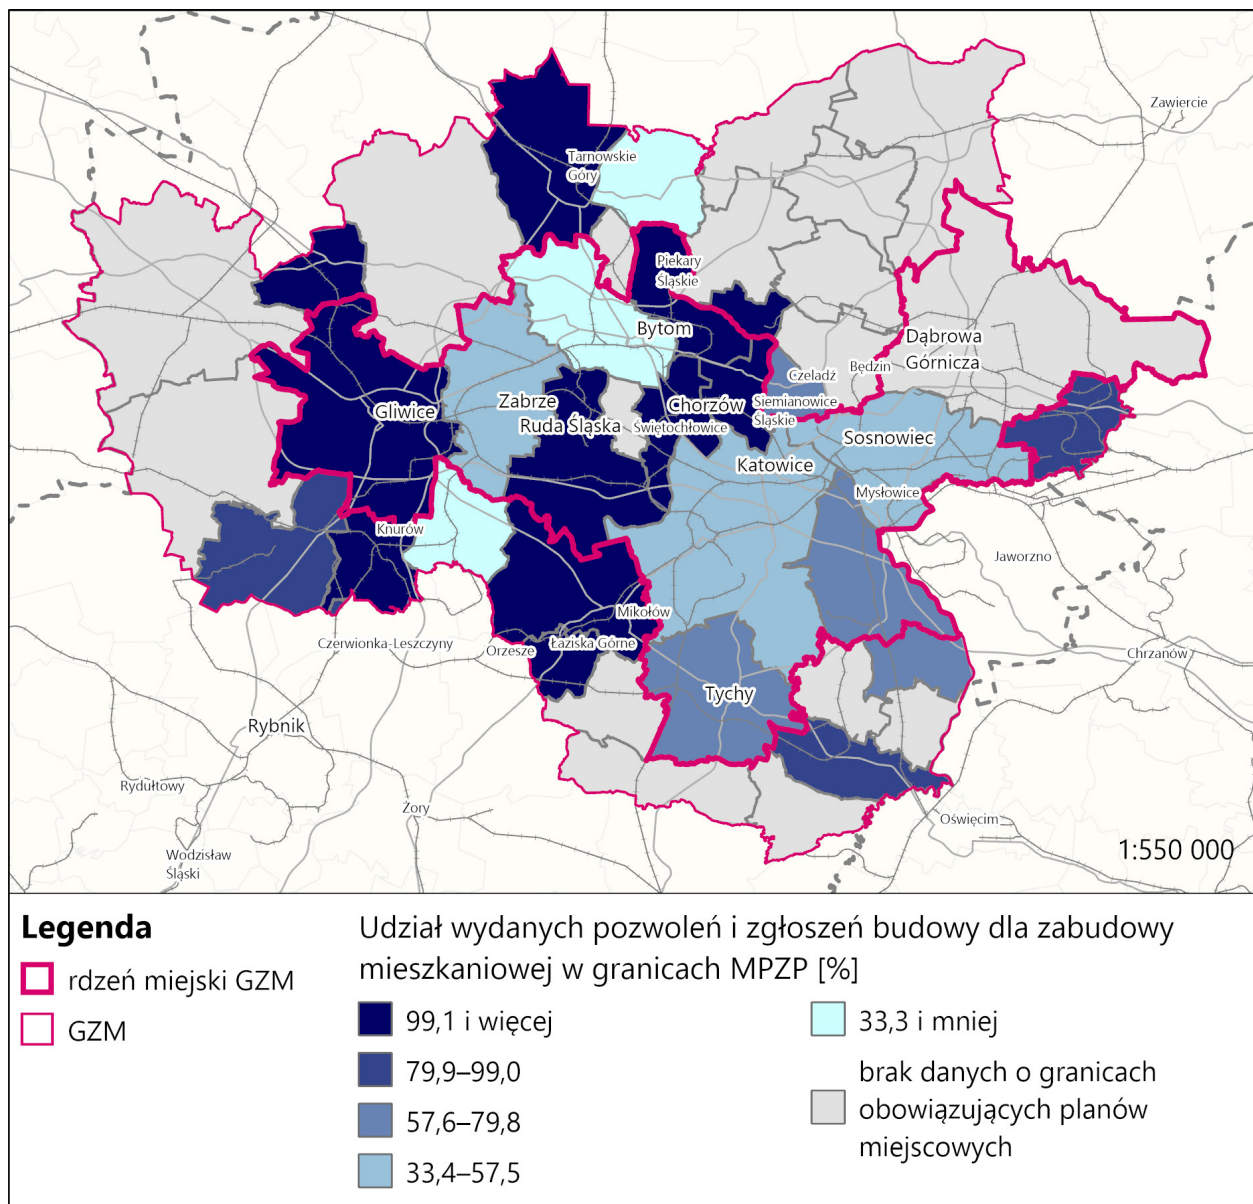 Zawiercie
Tarnowskie
Góry
Piekary
Śląskie
Bytom
Dąbrowa
Górnicza
Czeladź
Będzin
Gliwice
Zabrze
Chorzów
Siemianowice
Śląskie
Ruda Śląska
Świętochłowice
Sosnowiec
Katowice
Mysłowice
Knurów
Jaworzno
Mikołów
Czerwionka-Leszczyny
Orzesze
Łaziska Górne
Chrzanów
Tychy
Rybnik
Rydułtowy
Żory
Oświęcim
Wodzisław
Śląski
1:550 000
Legenda
rdzeń miejski GZM
GZM
Udział wydanych pozwoleń i zgłoszeń budowy dla zabudowy
mieszkaniowej w granicach MPZP [%]
99,1 i więcej
79,9–99,0
57,6–79,8
33,4–57,5
33,3 i mniej
brak danych o granicach
obowiązujących planów
miejscowych